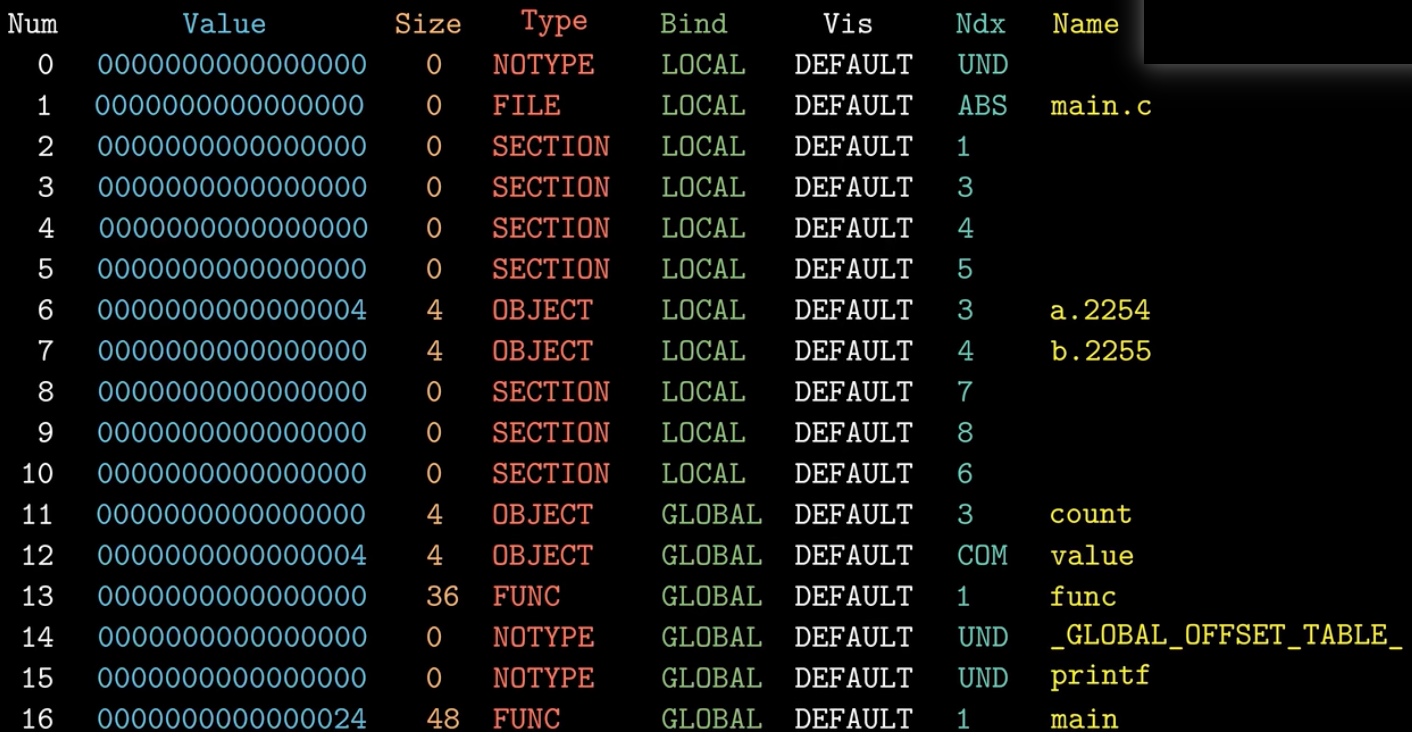 Num Value Size Type Bind Vis Ndx Name
0 0000000000000000 0 NOTYPE LOCAL DEFAULT UND
1 0000000000000000 0 FILE LOCAL DEFAULT ABS main.c
2 0000000000000000 0 SECTION LOCAL DEFAULT 1
3 0000000000000000 0 SECTION LOCAL DEFAULT 3
4 0000000000000000 0 SECTION LOCAL DEFAULT 4
5 0000000000000000 0 SECTION LOCAL DEFAULT 5
6 0000000000000004 4 OBJECT LOCAL DEFAULT 3 a.2254
7 0000000000000000 4 OBJECT LOCAL DEFAULT 4 b.2255
8 0000000000000000 0 SECTION LOCAL DEFAULT 7
9 0000000000000000 0 SECTION LOCAL DEFAULT 8
10 0000000000000000 0 SECTION LOCAL DEFAULT 6
11 0000000000000000 4 OBJECT GLOBAL DEFAULT 3 count
12 0000000000000004 4 OBJECT GLOBAL DEFAULT COM value
13 0000000000000000 36 FUNC GLOBAL DEFAULT 1 func
14 0000000000000000 0 NOTYPE GLOBAL DEFAULT UND _GLOBAL_OFFSET_TABLE_
15 0000000000000000 0 NOTYPE GLOBAL DEFAULT UND printf
16 0000000000000024 48 FUNC GLOBAL DEFAULT 1 main